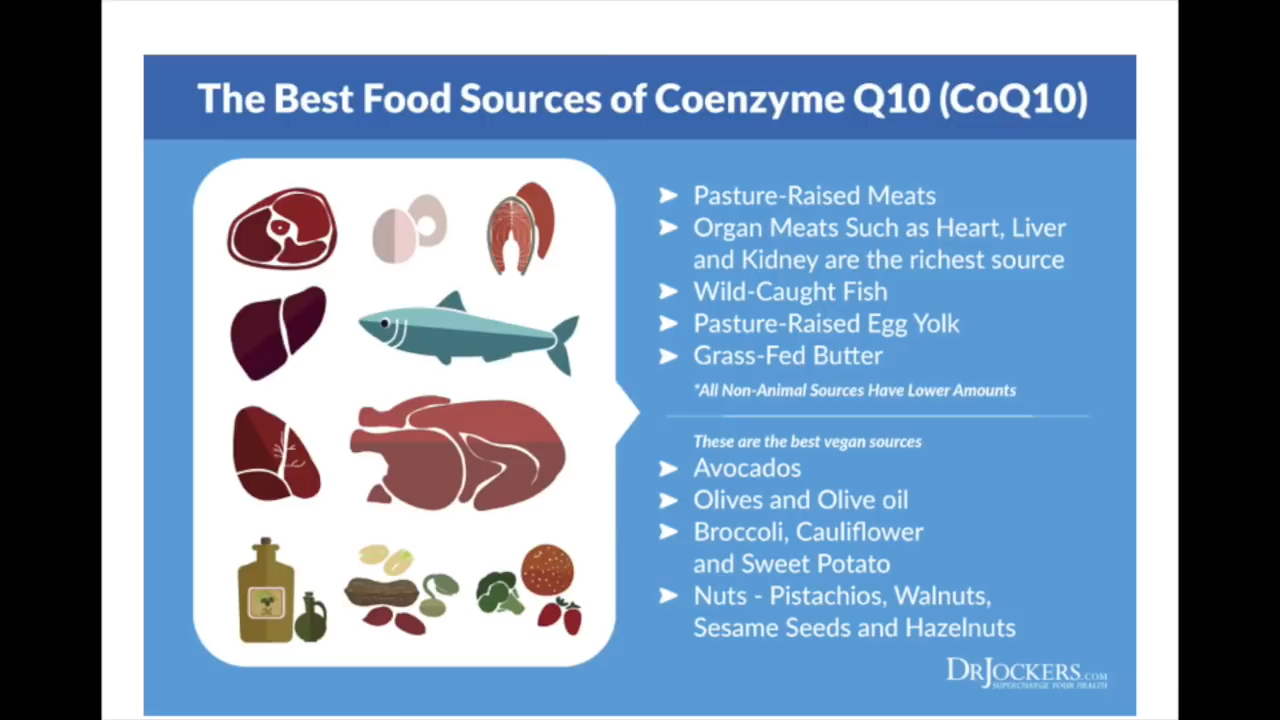 The Best Food Sources of Coenzyme Q10 (CoQ10)
➤ Pasture-Raised Meats
➤ Organ Meats Such as Heart, Liver
and Kidney are the richest source
➤ Wild-Caught Fish
➤ Pasture-Raised Egg Yolk
➤ Grass-Fed Butter
*All Non-Animal Sources Have Lower Amounts
These are the best vegan sources
➤ Avocados
➤ Olives and Olive oil
➤ Broccoli, Cauliflower
and Sweet Potato
➤ Nuts - Pistachios, Walnuts,
Sesame Seeds and Hazelnuts
DRJOCKERS.COM
SUPERCHARGE YOUR HEALTH